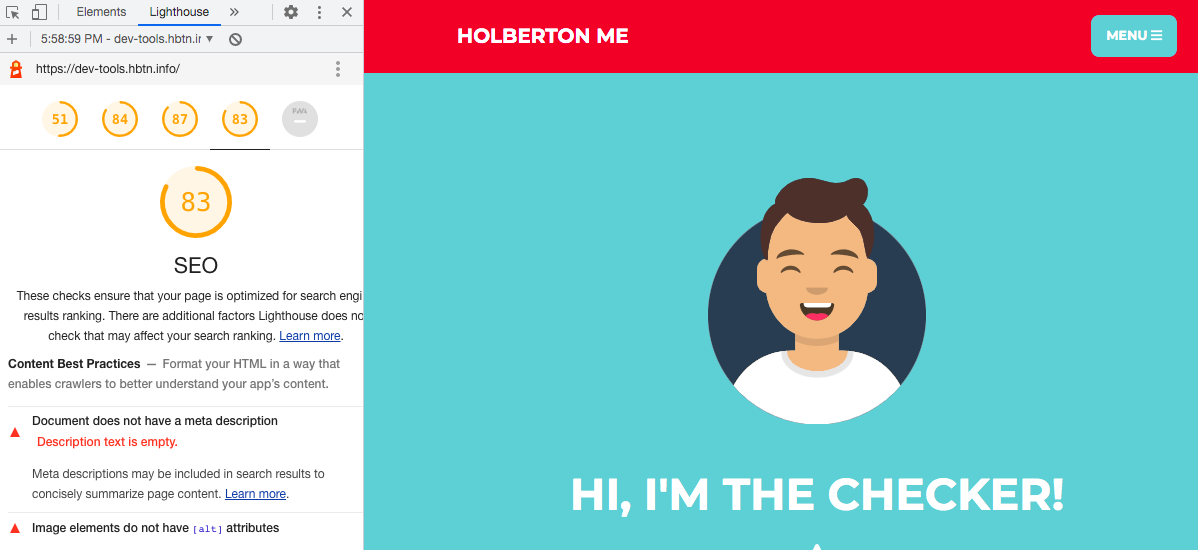 Elements
Lighthouse
5:58:59 PM - dev-tools.hbtn.ir
https://dev-tools.hbtn.info/
51
84
87
83
PWA
83
SEO
These checks ensure that your page is optimized for search engi
results ranking. There are additional factors Lighthouse does no
check that may affect your search ranking. Learn more.
Content Best Practices — Format your HTML in a way that
enables crawlers to better understand your app's content.
Document does not have a meta description
Description text is empty.
Meta descriptions may be included in search results to
concisely summarize page content. Learn more.
Image elements do not have [alt] attributes
HOLBERTON ME
MENU
HI, I'M THE CHECKER!